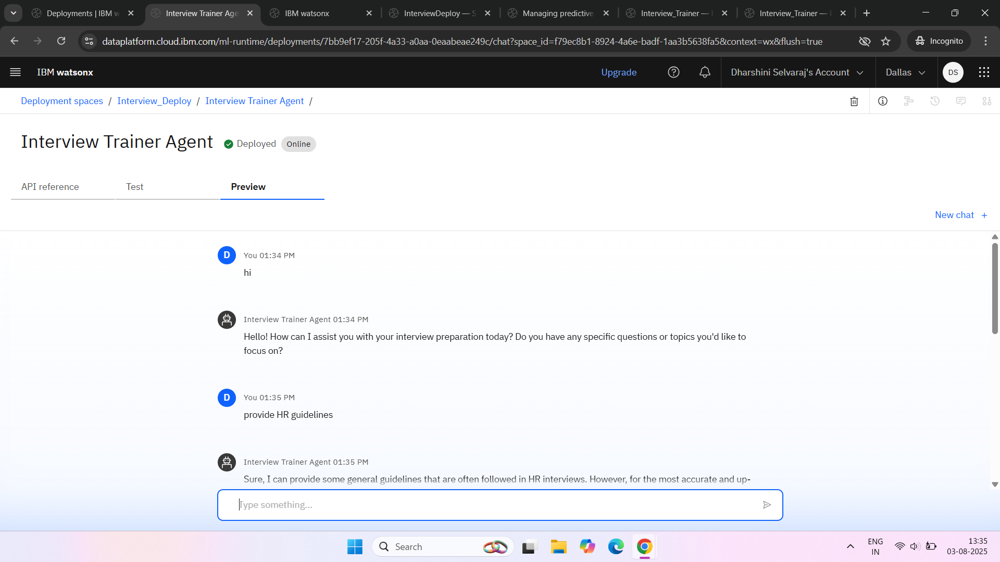 Deployments | IBM w
Interview Trainer Age
IBM watsonx
InterviewDeploy — S
Managing predictive
Interview_Trainer —
Interview_Trainer —
dataplatform.cloud.ibm.com/ml-runtime/deployments/7bb9ef17-205f-4a33-a0aa-0eaabeae249c/chat?space_id=f79ec8b1-8924-4a6e-badf-1aa3b5638fa5&context=wx&flush=true
Incognito
IBM watsonx
Upgrade
Dharshini Selvaraj's Account
Dallas
DS
Deployment spaces / Interview_Deploy / Interview Trainer Agent /
Interview Trainer Agent
Deployed
Online
API reference
Test
Preview
New chat +
D
You 01:34 PM
hi
Interview Trainer Agent 01:34 PM
Hello! How can I assist you with your interview preparation today? Do you have any specific questions or topics you'd like to
focus on?
D
You 01:35 PM
provide HR guidelines
Interview Trainer Agent 01:35 PM
Sure, I can provide some general guidelines that are often followed in HR interviews. However, for the most accurate and up-
Type something...
Search
ENG
IN
13:35
03-08-2025